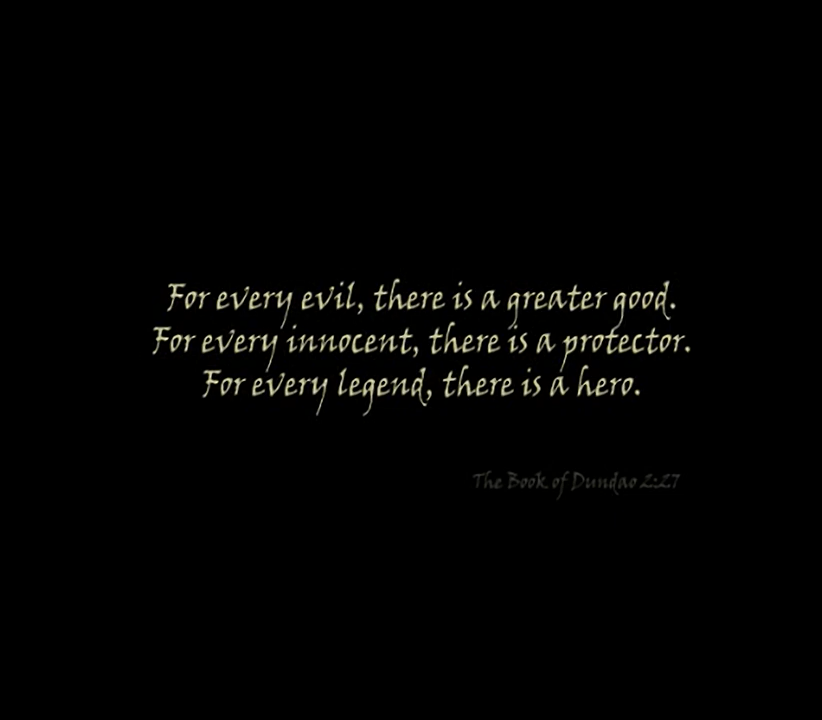 For every evil, there is a greater good.
For every innocent, there is a protector.
For every legend, there is a hero.
The Book of Dundao 2:27